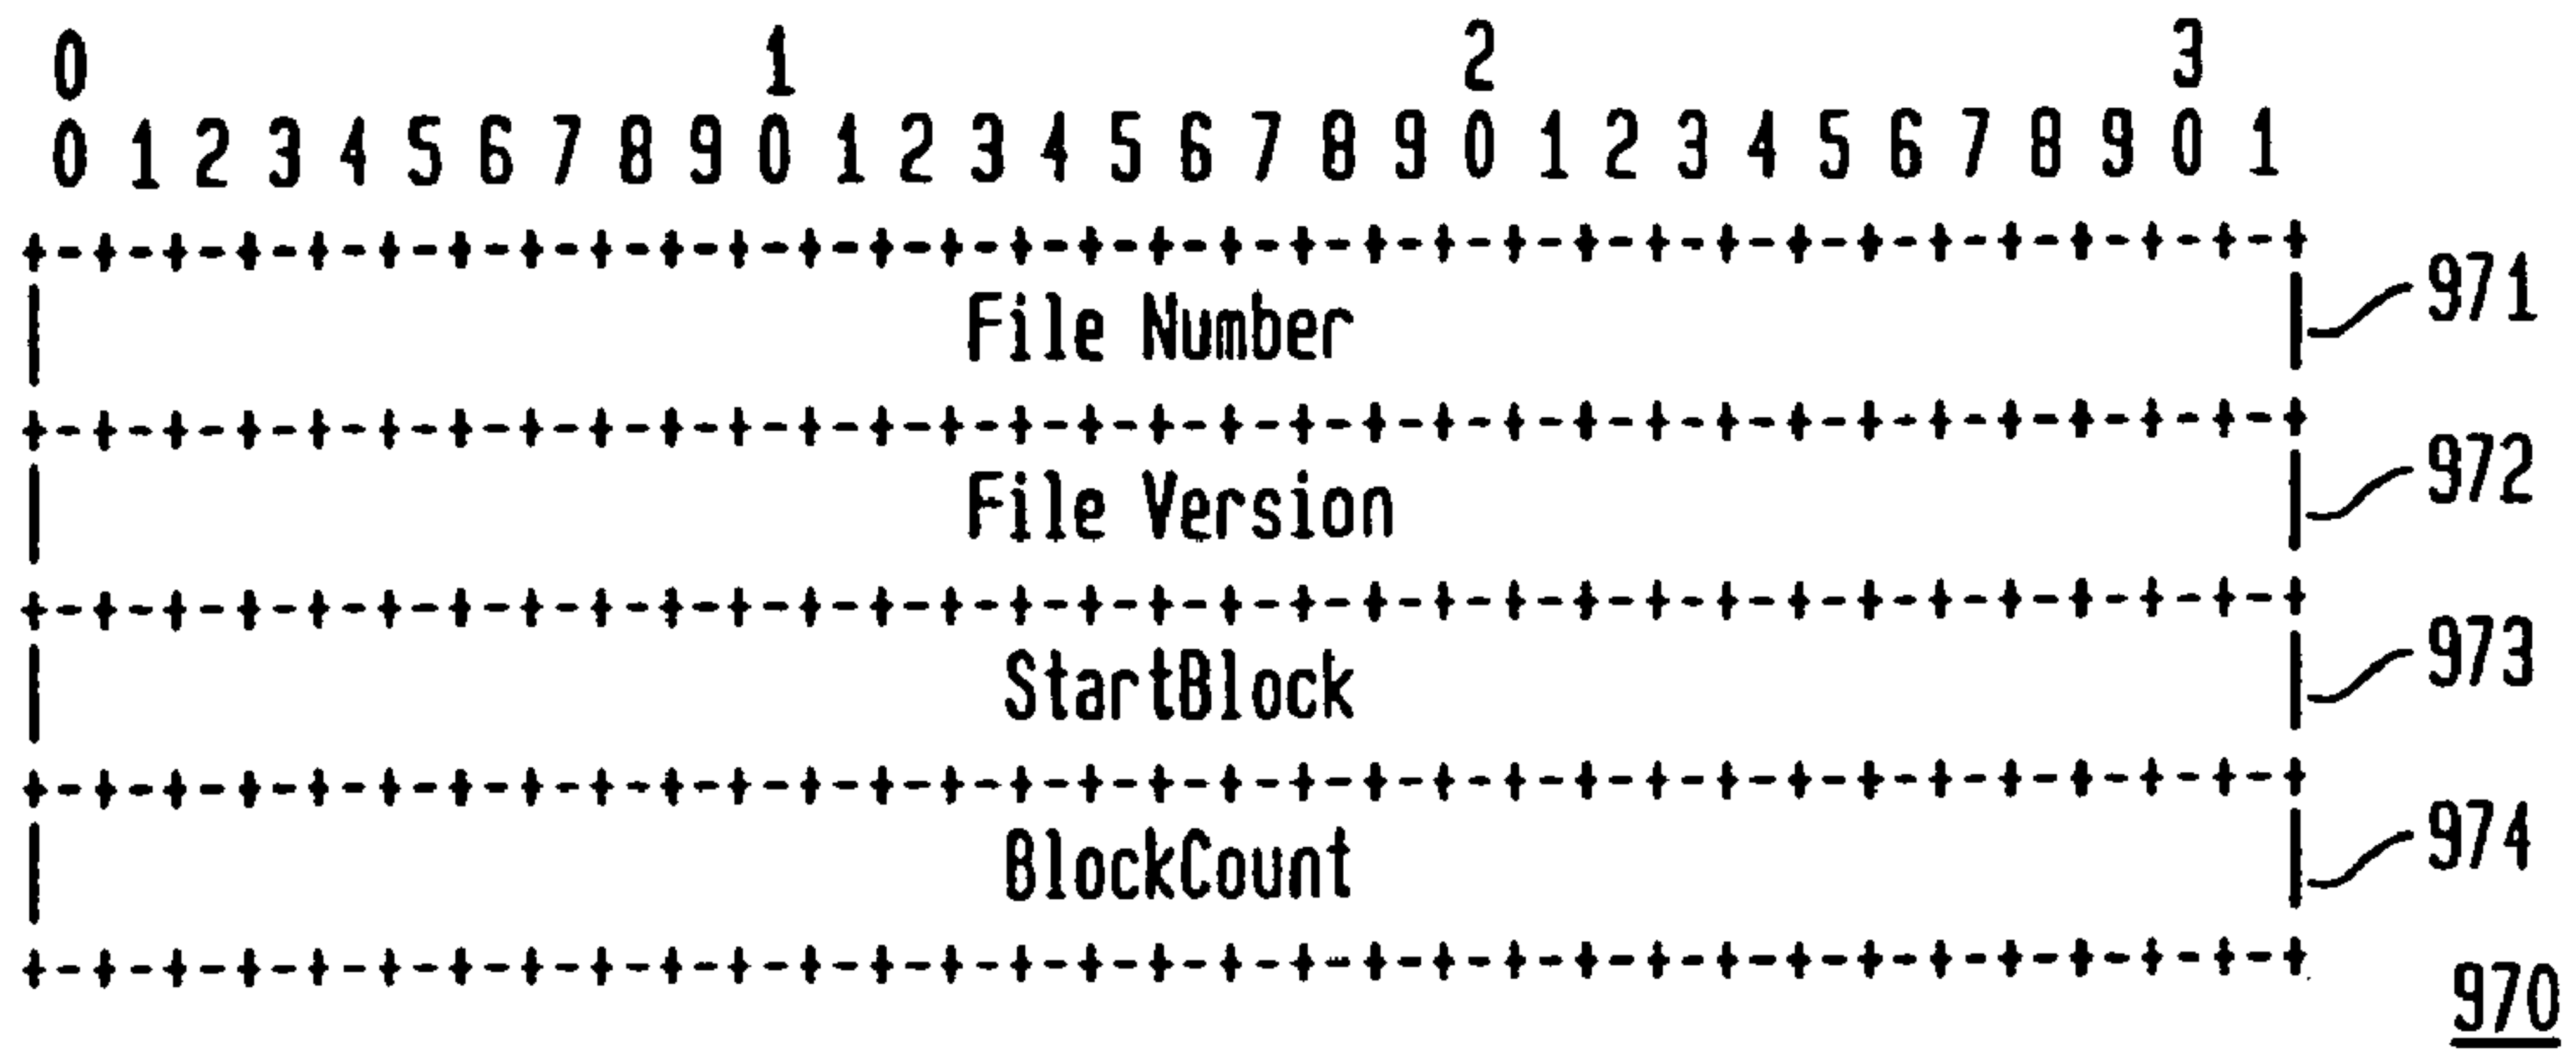 0 1 2 3
0 1 2 3 4 5 6 7 8 9 0 1 2 3 4 5 6 7 8 9 0 1 2 3 4 5 6 7 8 9 0 1
+-+-+-+-+-+-+-+-+-+-+-+-+-+-+-+-+-+-+-+-+-+-+-+-+-+-+-+-+-+-+-+-+
| File Number | 971
+-+-+-+-+-+-+-+-+-+-+-+-+-+-+-+-+-+-+-+-+-+-+-+-+-+-+-+-+-+-+-+-+
| File Version | 972
+-+-+-+-+-+-+-+-+-+-+-+-+-+-+-+-+-+-+-+-+-+-+-+-+-+-+-+-+-+-+-+-+
| StartBlock | 973
+-+-+-+-+-+-+-+-+-+-+-+-+-+-+-+-+-+-+-+-+-+-+-+-+-+-+-+-+-+-+-+-+
| BlockCount | 974
+-+-+-+-+-+-+-+-+-+-+-+-+-+-+-+-+-+-+-+-+-+-+-+-+-+-+-+-+-+-+-+-+
970